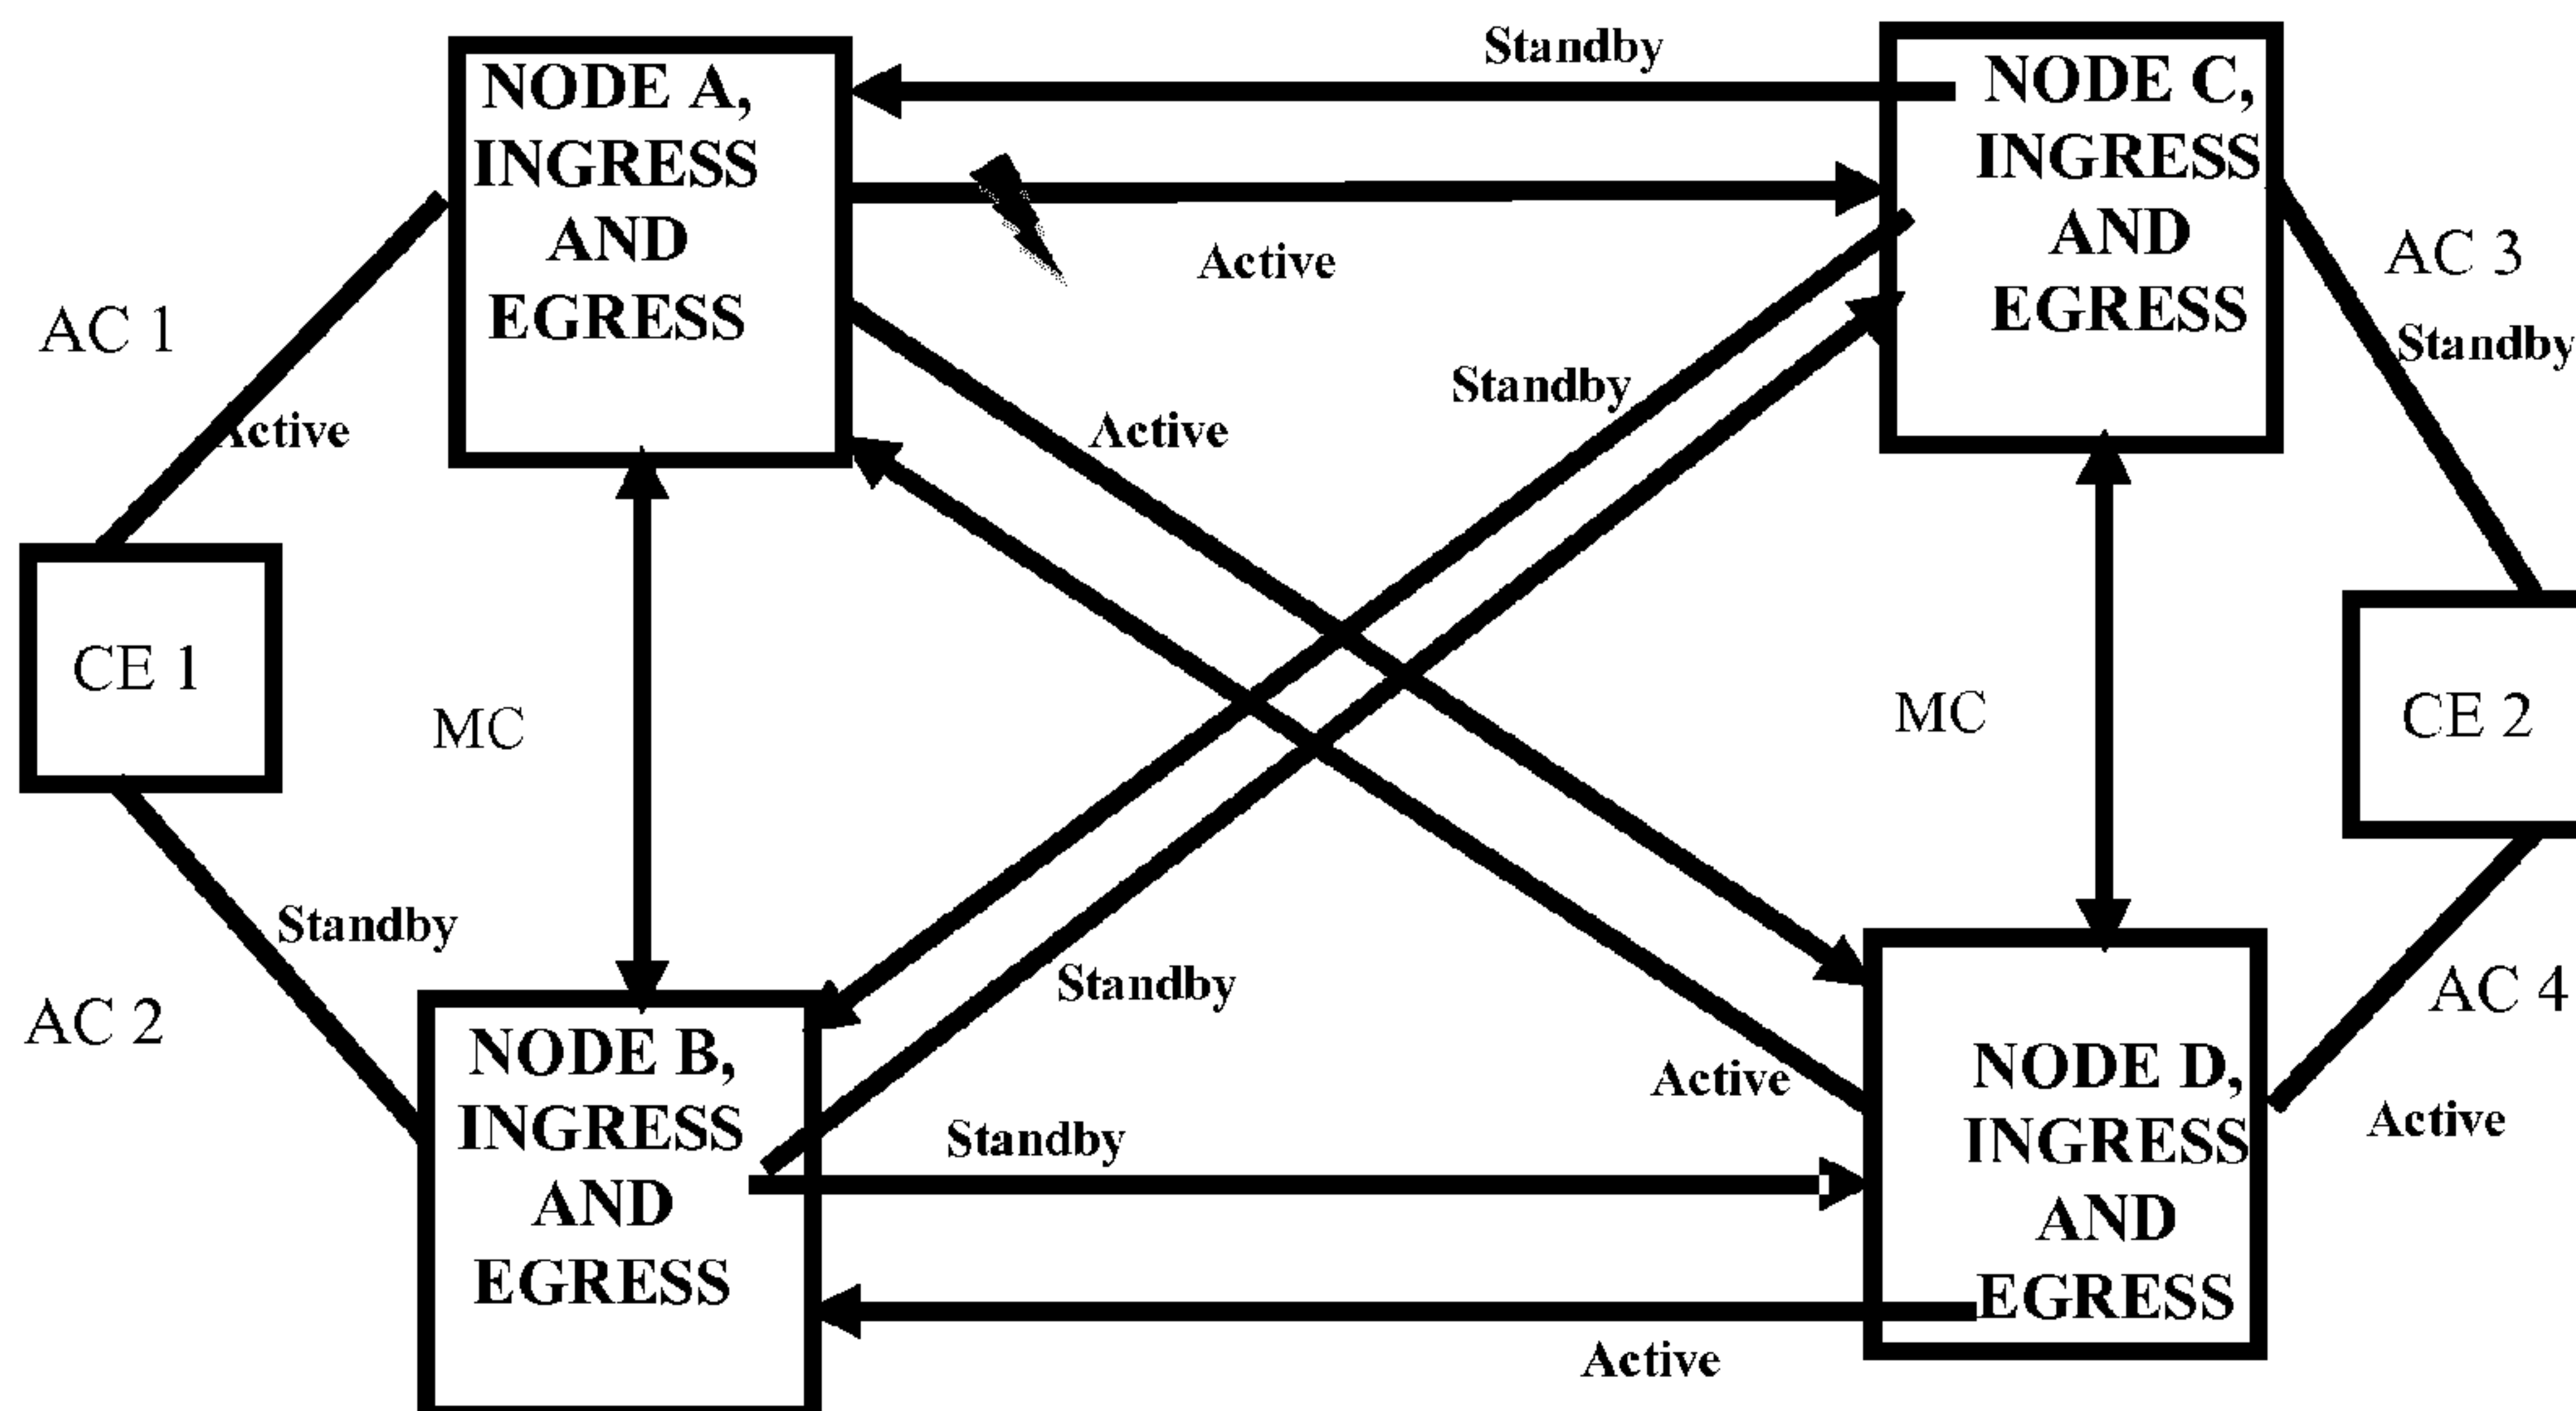 Standby
NODE A,
INGRESS
AND
EGRESS
NODE C,
INGRESS
AND
EGRESS
Active
AC 1
Active
AC 3
Standby
Standby
Active
CE 1
MC
MC
CE 2
Standby
AC 2
Standby
AC 4
NODE B,
INGRESS
AND
EGRESS
Active
Standby
NODE D,
INGRESS
AND
EGRESS
Active
Active